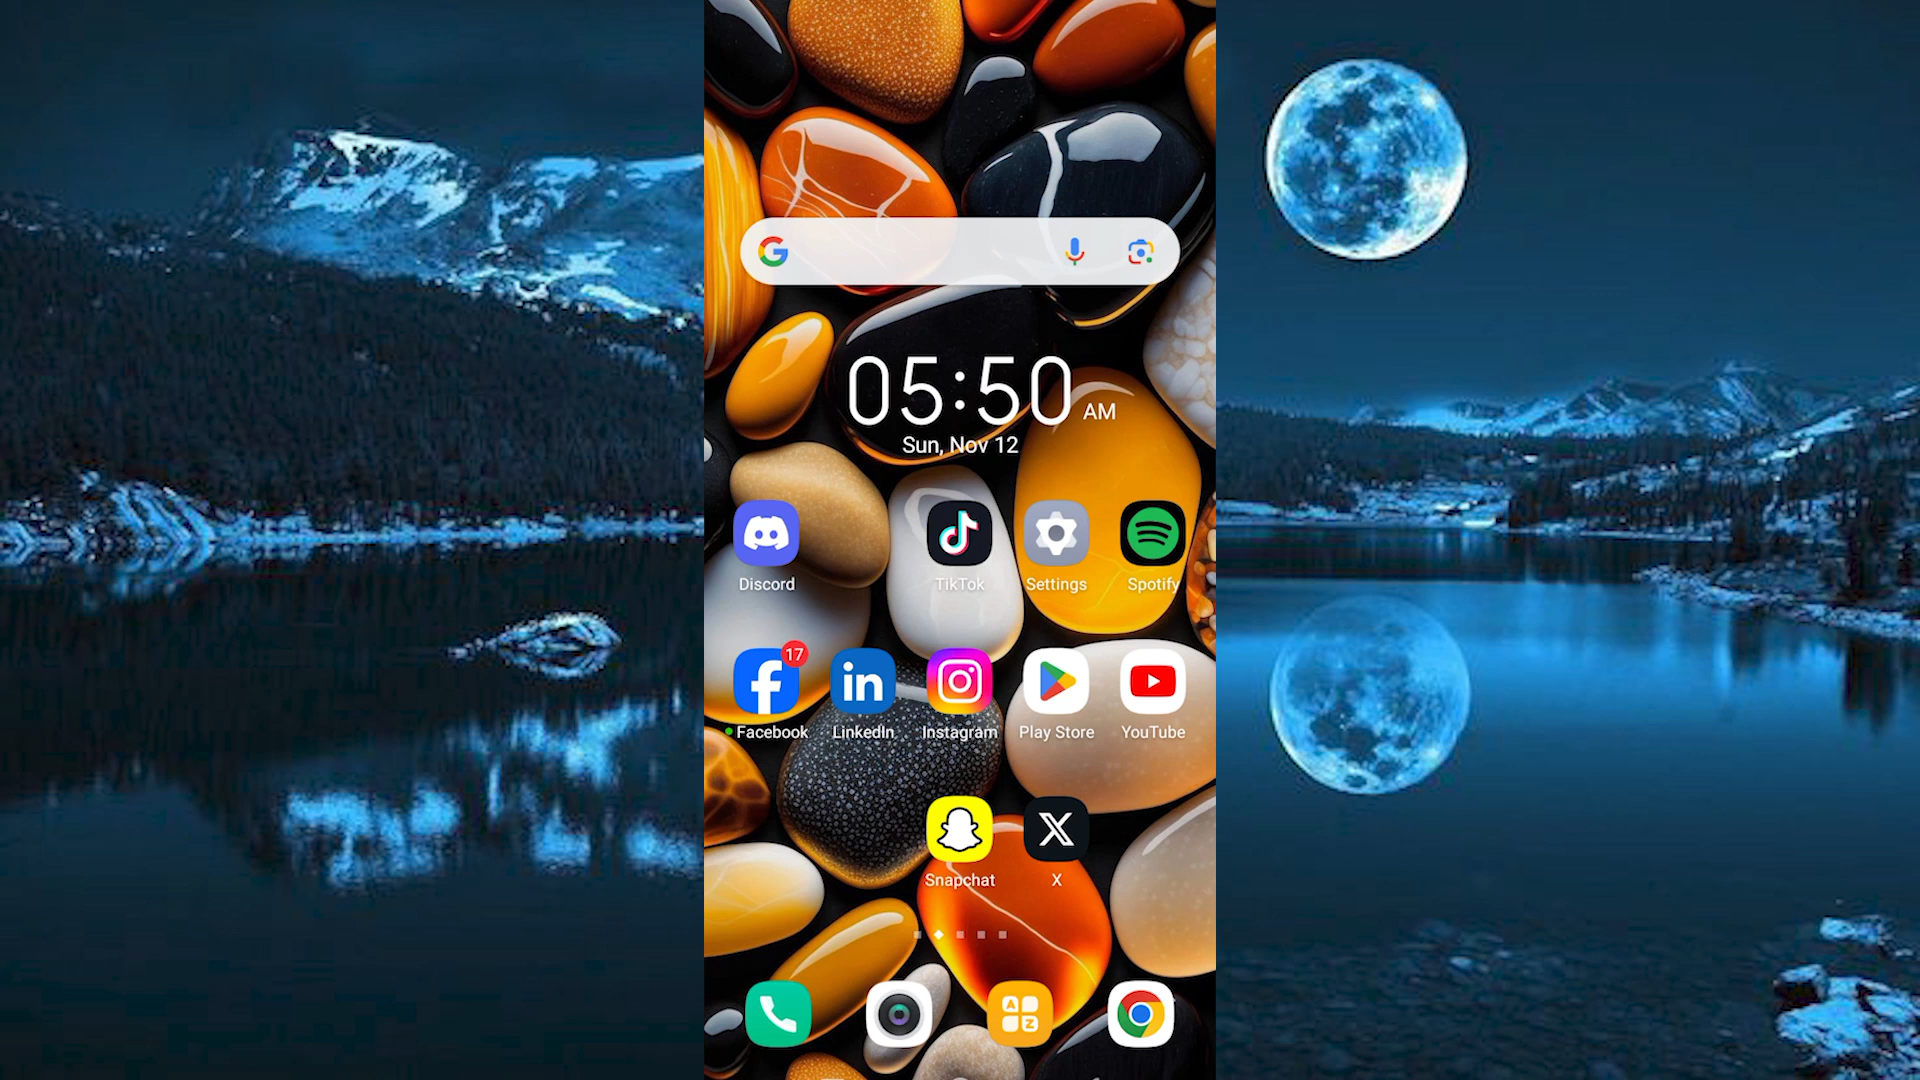 05:50 AM
Sun, Nov 12
Discord TikTok Settings Spotify
17
Facebook LinkedIn Instagram Play Store YouTube
Snapchat X